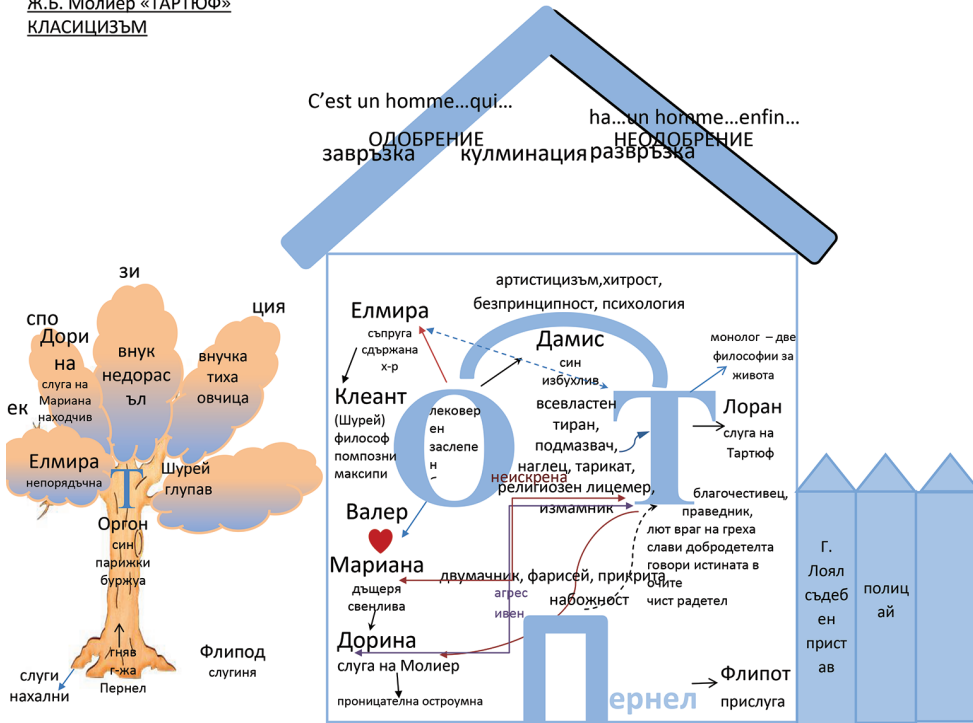 Ж.Б. Молиер «ТАРТЮФ»
КЛАСИЦИЗЪМ
C’est un homme...qui...
ha...un homme...enfin...
ОДОБРЕНИЕ
НЕОДОБРЕНИЕ
завръзка
кулминация
развръзка
ек
спо
зи
ция
Дори
на
слуга на
Мариана
находчив
внук
недорас
ъл
внучка
тиха
овчица
Елмира
непорядъчна
Шурей
глупав
Т
Оргон
син
парижки
буржуа
гняв
г-жа
Пернел
слуги
нахални
Флипод
слугиня
артистицизъм,хитрост,
безпринципност, психология
Елмира
съпруга
сдържана
х-р
Клеант
(Шурей)
философ
помпозни
максипи
Дамис
син
избухлив
О
лековер
ен
заслепе
н
Т
всевластен
тиран,
подмазвач,
наглец, тарикат,
религиозен лицемер,
измамник
неискрена
монолог – две
философии за
живота
Лоран
слуга на
Тартюф
благочестивец,
праведник,
лют враг на греха
слави добродетелта
говори истината в
очите
чист радетел
Валер
Мариана
дъщеря
свенлива
двумачник, фарисей, прикрита
набожност
агрес
ивен
Дорина
слуга на Молиер
проницателна остроумна
Пернел
Флипот
прислуга
Г.
Лоял
съдеб
ен
прист
ав
полиц
ай